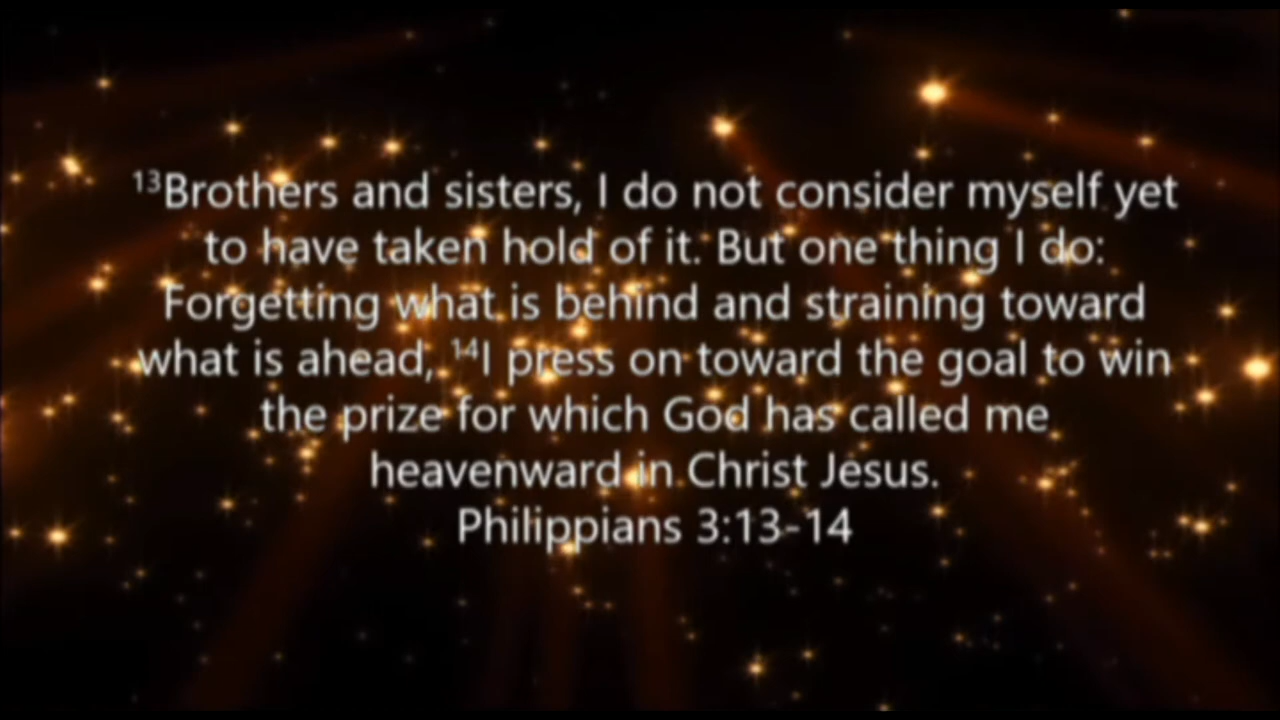 ¹³Brothers and sisters, I do not consider myself yet
to have taken hold of it. But one thing I do:
Forgetting what is behind and straining toward
what is ahead, ¹⁴I press on toward the goal to win
the prize for which God has called me
heavenward in Christ Jesus.
Philippians 3:13-14